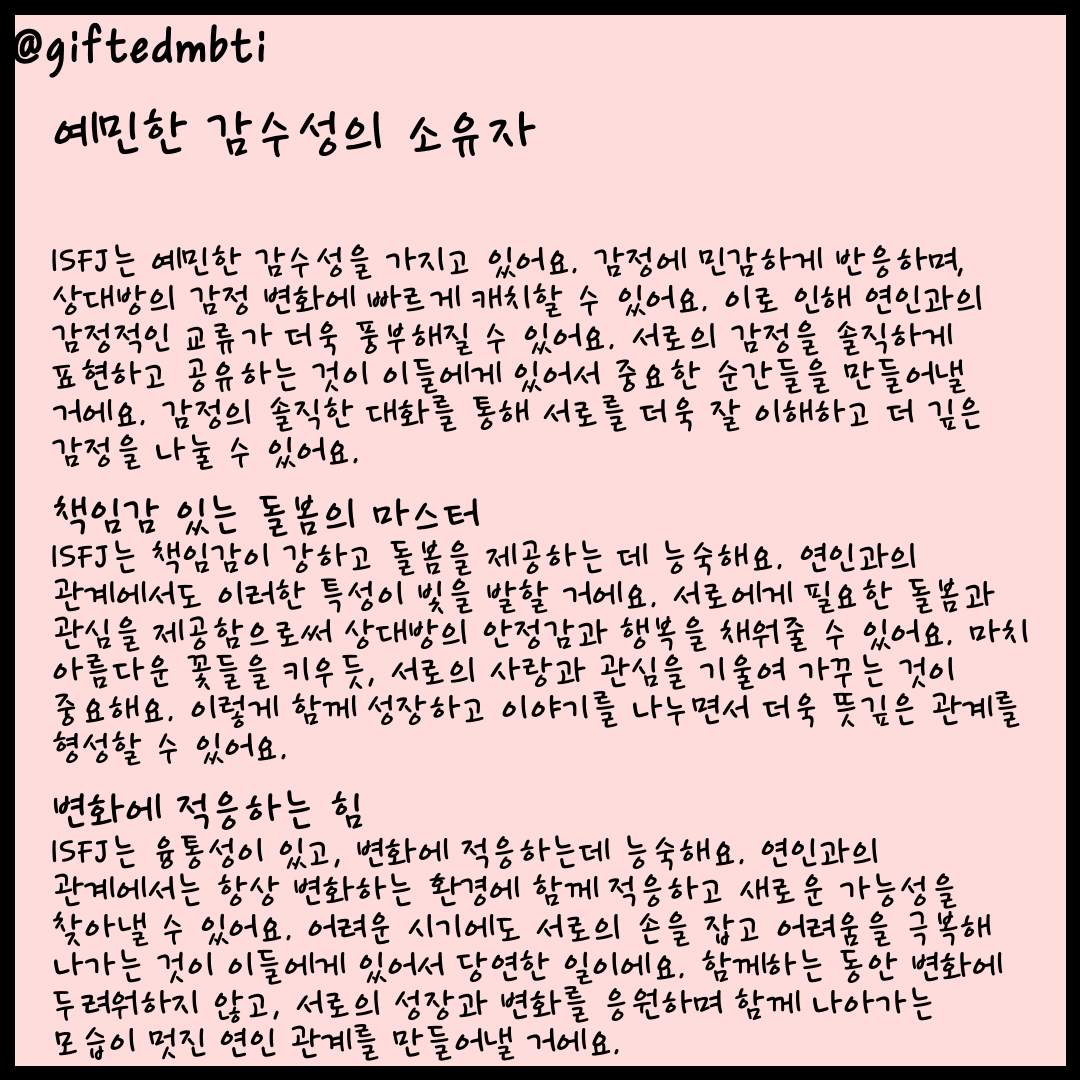 @giftedmbti
예민한 감수성의 소유자
ISFJ는 예민한 감수성을 가지고 있어요. 감정에 민감하게 반응하며,
상대방의 감정 변화에 빠르게 캐치할 수 있어요. 이로 인해 연인과의
감정적인 교류가 더욱 풍부해질 수 있어요. 서로의 감정을 솔직하게
표현하고 공유하는 것이 이들에게 있어서 중요한 순간들을 만들어낼
거에요. 감정의 솔직한 대화를 통해 서로를 더욱 잘 이해하고 더 깊은
감정을 나눌 수 있어요.
책임감 있는 돌봄의 마스터
ISFJ는 책임감이 강하고 돌봄을 제공하는 데 능숙해요. 연인과의
관계에서도 이러한 특성이 빛을 발할 거에요. 서로에게 필요한 돌봄과
관심을 제공함으로써 상대방의 안정감과 행복을 채워줄 수 있어요. 마치
아름다운 꽃들을 키우듯, 서로의 사랑과 관심을 기울여 가꾸는 것이
중요해요. 이렇게 함께 성장하고 이야기를 나누면서 더욱 뜻깊은 관계를
형성할 수 있어요.
변화에 적응하는 힘
ISFJ는 융통성이 있고, 변화에 적응하는데 능숙해요. 연인과의
관계에서는 항상 변화하는 환경에 함께 적응하고 새로운 가능성을
찾아낼 수 있어요. 어려운 시기에도 서로의 손을 잡고 어려움을 극복해
나가는 것이 이들에게 있어서 당연한 일이에요. 함께하는 동안 변화에
두려워하지 않고, 서로의 성장과 변화를 응원하며 함께 나아가는
모습이 멋진 연인 관계를 만들어낼 거에요.